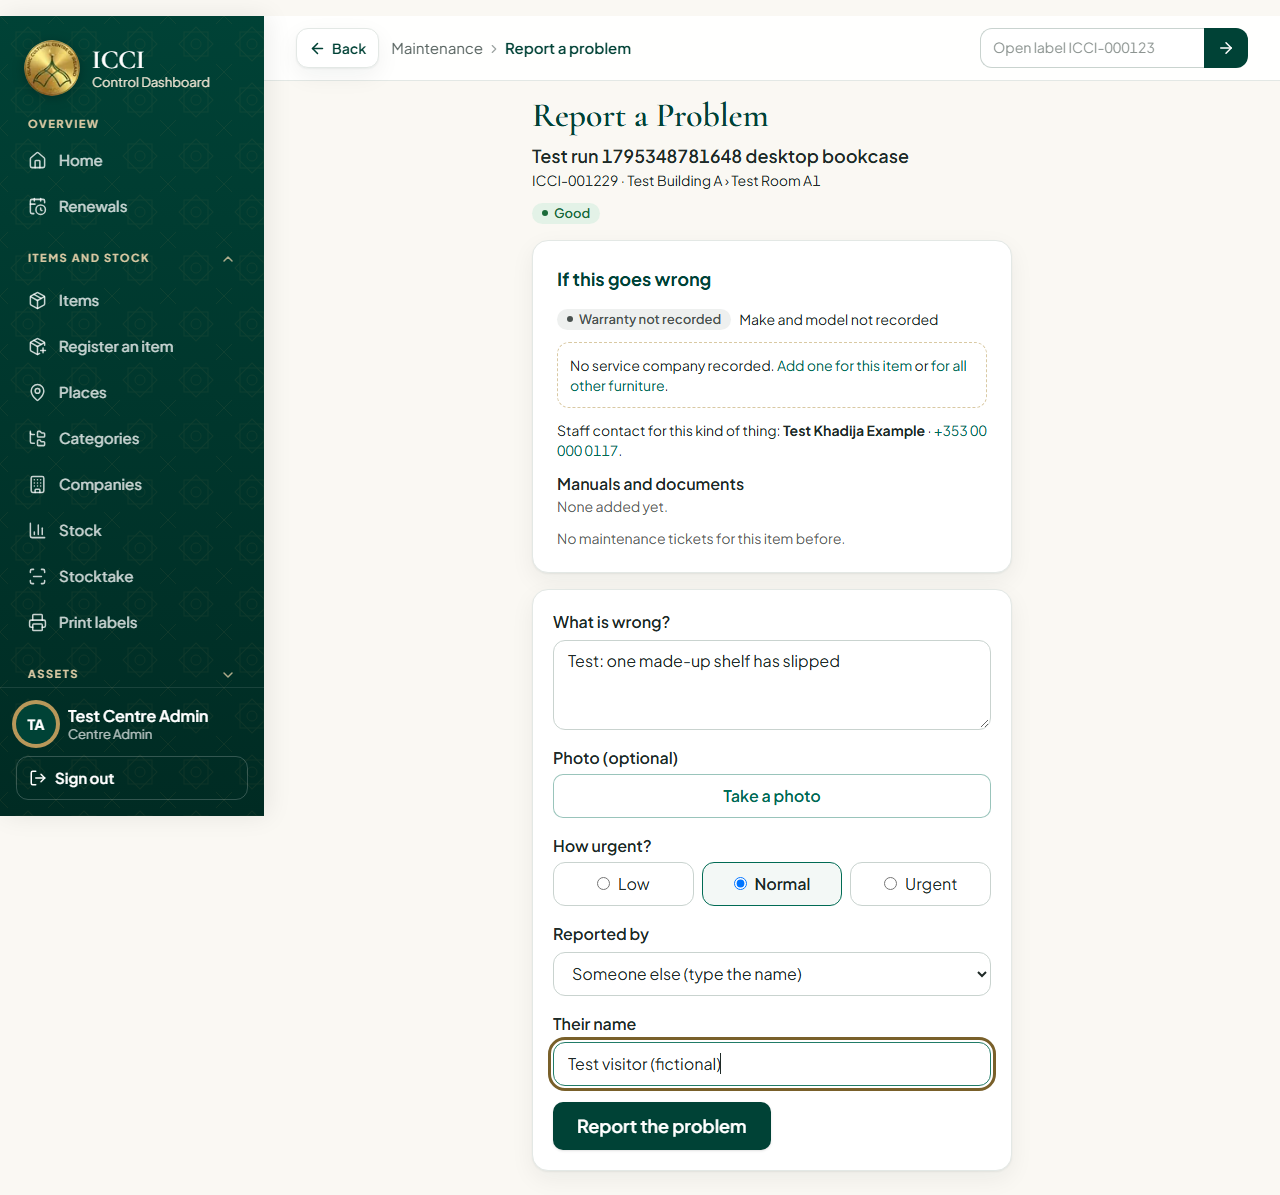 ICCI
Control Dashboard
OVERVIEW
Home
Renewals
ITEMS AND STOCK
Items
Register an item
Places
Categories
Companies
Stock
Stocktake
Print labels
ASSETS
TA
Test Centre Admin
Centre Admin
Sign out
Back
Maintenance › Report a problem
Open label ICCI-000123
Report a Problem
Test run 1795348781648 desktop bookcase
ICCI-001229 · Test Building A › Test Room A1
Good
If this goes wrong
Warranty not recorded
Make and model not recorded
No service company recorded. Add one for this item or for all
other furniture.
Staff contact for this kind of thing: Test Khadija Example · +353 00
000 0117.
Manuals and documents
None added yet.
No maintenance tickets for this item before.
What is wrong?
Test: one made-up shelf has slipped
Photo (optional)
Take a photo
How urgent?
Low
Normal
Urgent
Reported by
Someone else (type the name)
Their name
Test visitor (fictional)
Report the problem